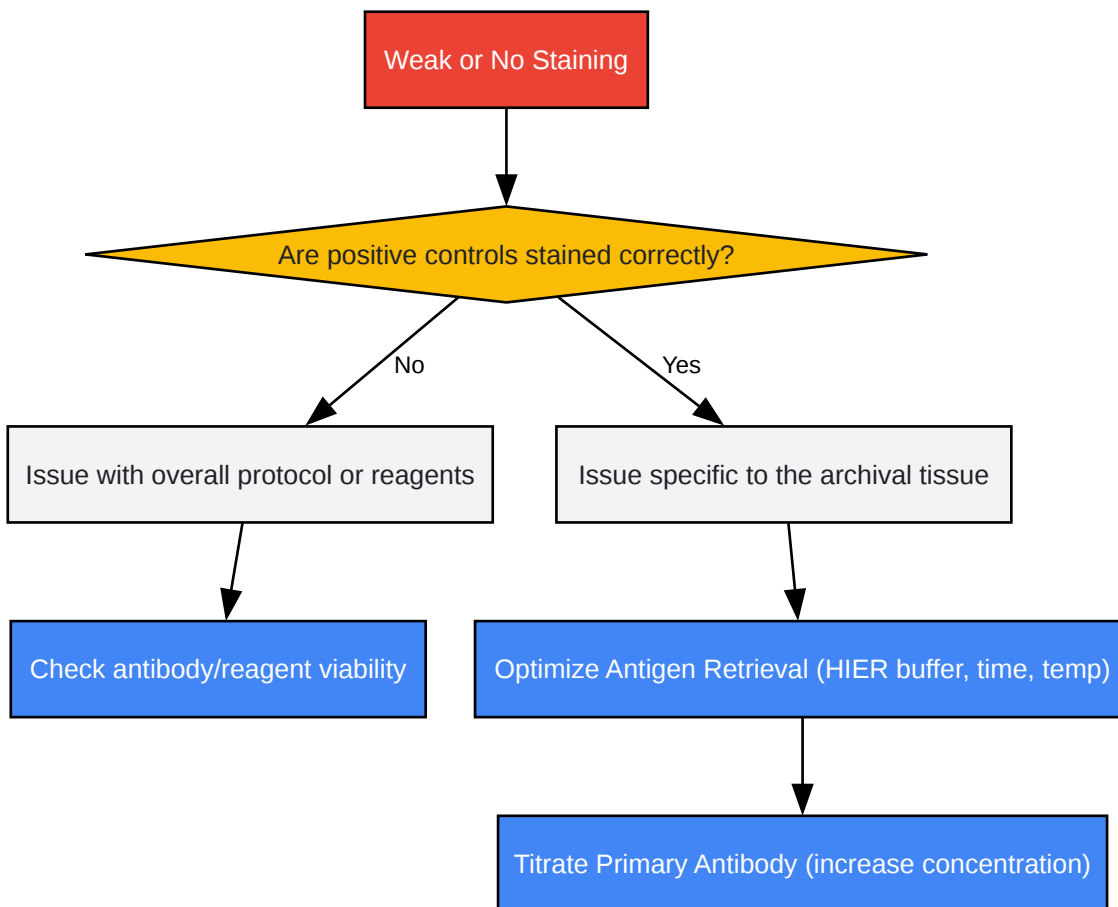 Weak or No Staining
Are positive controls stained correctly?
No
Yes
Issue with overall protocol or reagents
Issue specific to the archival tissue
Check antibody/reagent viability
Optimize Antigen Retrieval (HIER buffer, time, temp)
Titrate Primary Antibody (increase concentration)